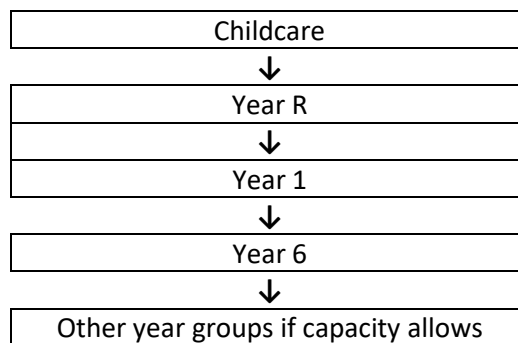 Childcare
↓
Year R
↓
Year 1
↓
Year 6
↓
Other year groups if capacity allows